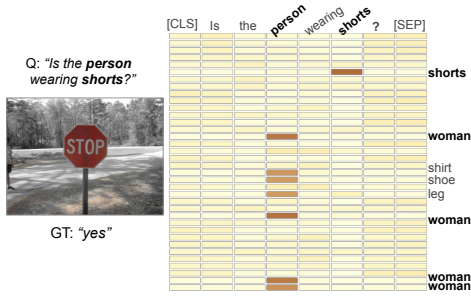 Q: “Is the person
wearing shorts?”
STOP
GT: “yes”
[CLS] Is the person wearing shorts ? [SEP]
shorts
woman
shirt
shoe
leg
woman
woman
woman